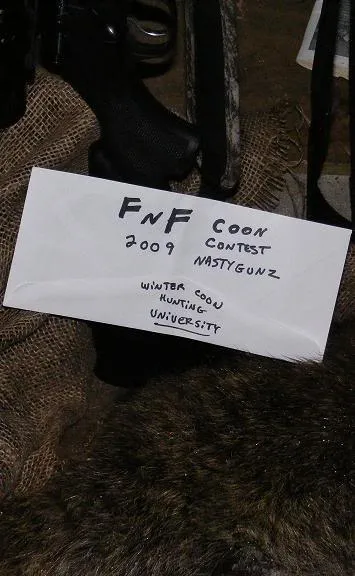 FNF COON
2009 CONTEST
NASTYGUNZ
WINTER COON
HUNTING
UNIVERSITY